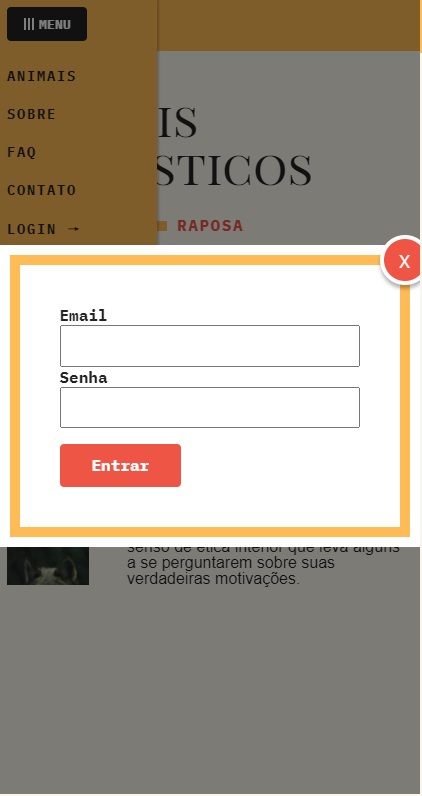 MENU
ANIMAIS
SOBRE
FAQ
CONTATO
LOGIN →
IS
STICOS
RAPOSA
X
Email
Senha
Entrar
senso de ética interior que leva alguns
a se perguntarem sobre suas
verdadeiras motivações.